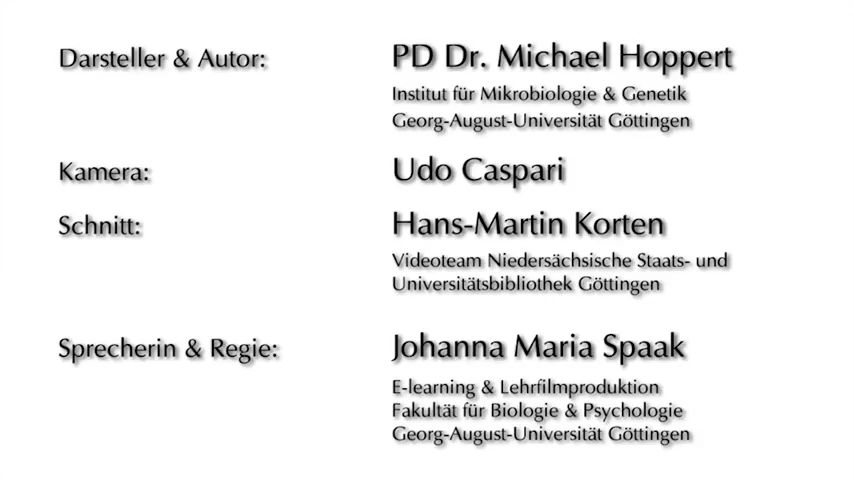 Darsteller & Autor: PD Dr. Michael Hoppert
Institut für Mikrobiologie & Genetik
Georg-August-Universität Göttingen
Kamera: Udo Caspari
Schnitt: Hans-Martin Korten
Videoteam Niedersächsische Staats- und
Universitätsbibliothek Göttingen
Sprecherin & Regie: Johanna Maria Spaak
E-learning & Lehrfilmproduktion
Fakultät für Biologie & Psychologie
Georg-August-Universität Göttingen